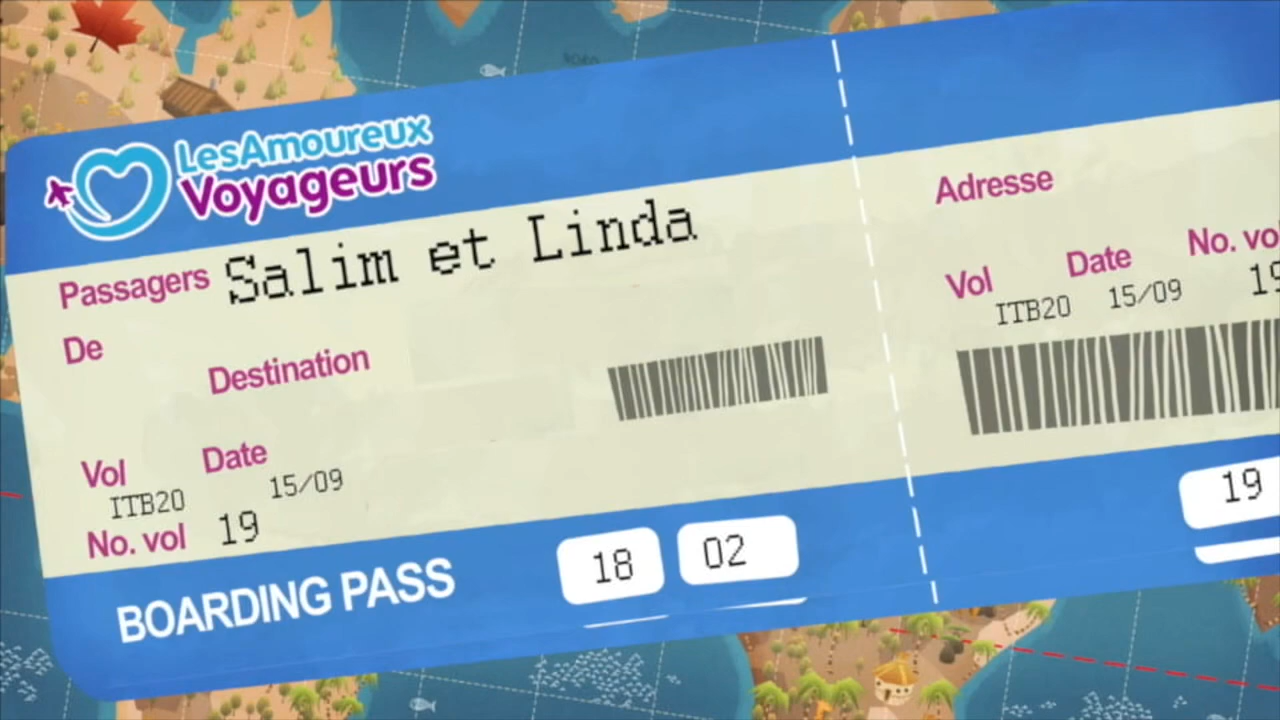 LesAmoureux
Voyageurs
Passagers Salim et Linda
De
Destination
Vol Date
ITB20 15/09
No. vol 19
BOARDING PASS 18 02
Adresse
Vol Date No. vo
ITB20 15/09 19
19